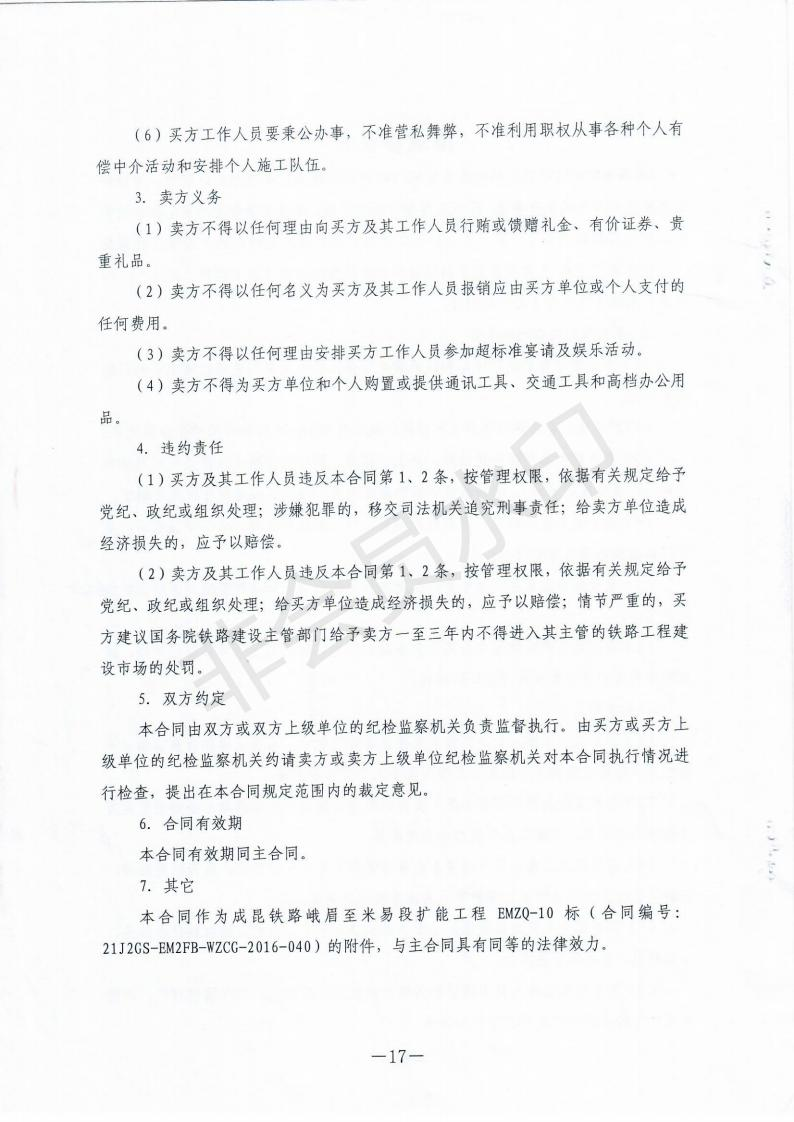 （6）买方工作人员要秉公办事，不准营私舞弊，不准利用职权从事各种个人有
偿中介活动和安排个人施工队伍。
3. 卖方义务
（1）卖方不得以任何理由向买方及其工作人员行贿或馈赠礼金、有价证券、贵
重礼品。
（2）卖方不得以任何名义为买方及其工作人员报销应由买方单位或个人支付的
任何费用。
（3）卖方不得以任何理由安排买方工作人员参加超标准宴请及娱乐活动。
（4）卖方不得为买方单位和个人购置或提供通讯工具、交通工具和高档办公用
品。
4. 违约责任
（1）买方及其工作人员违反本合同第1、2条，按管理权限，依据有关规定给予
党纪、政纪或组织处理；涉嫌犯罪的，移交司法机关追究刑事责任；给卖方单位造成
经济损失的，应予以赔偿。
（2）卖方及其工作人员违反本合同第1、2条，按管理权限，依据有关规定给予
党纪、政纪或组织处理；给买方单位造成经济损失的，应予以赔偿；情节严重的，买
方建议国务院铁路建设主管部门给予卖方一至三年内不得进入其主管的铁路工程建
设市场的处罚。
5. 双方约定
本合同由双方或双方上级单位的纪检监察机关负责监督执行。由买方或买方上
级单位的纪检监察机关约请卖方或卖方上级单位纪检监察机关对本合同执行情况进
行检查，提出在本合同规定范围内的裁定意见。
6. 合同有效期
本合同有效期同主合同。
7. 其它
本合同作为成昆铁路峨眉至米易段扩能工程 EMZQ-10 标（合同编号：
21J2GS-EM2FB-WZCG-2016-040）的附件，与主合同具有同等的法律效力。
—17—
非会员水印